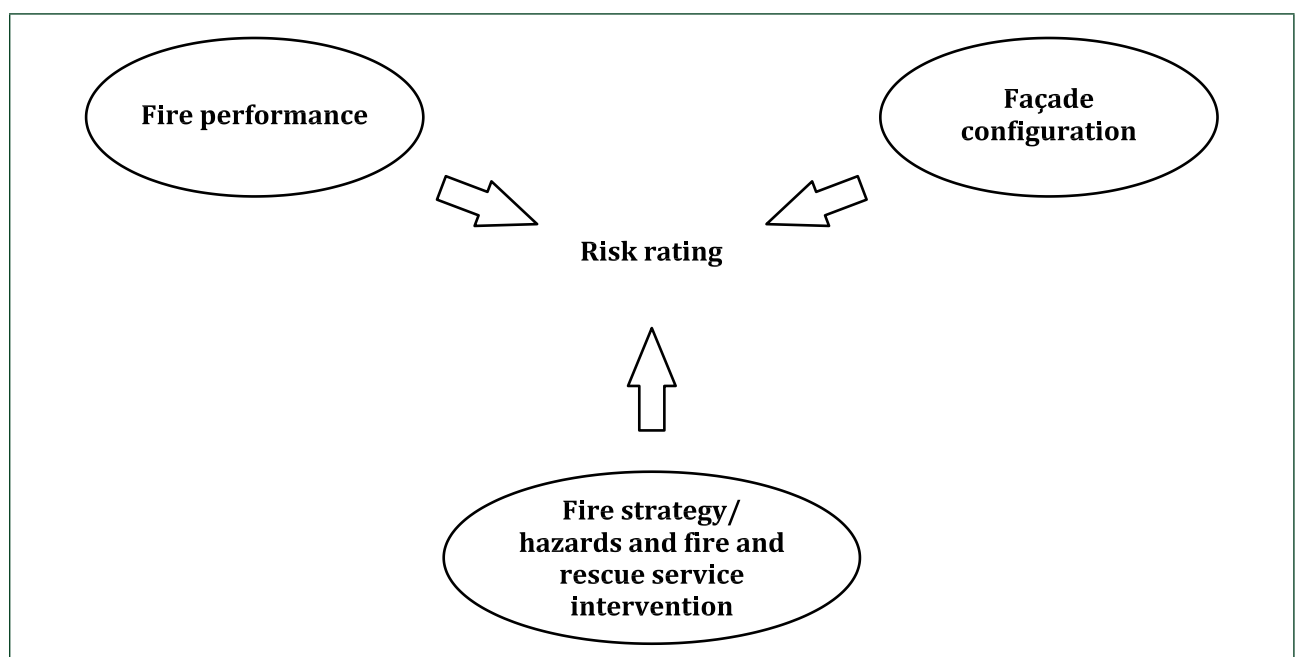 Fire performance
Façade
configuration
Risk rating
Fire strategy/
hazards and fire and
rescue service
intervention